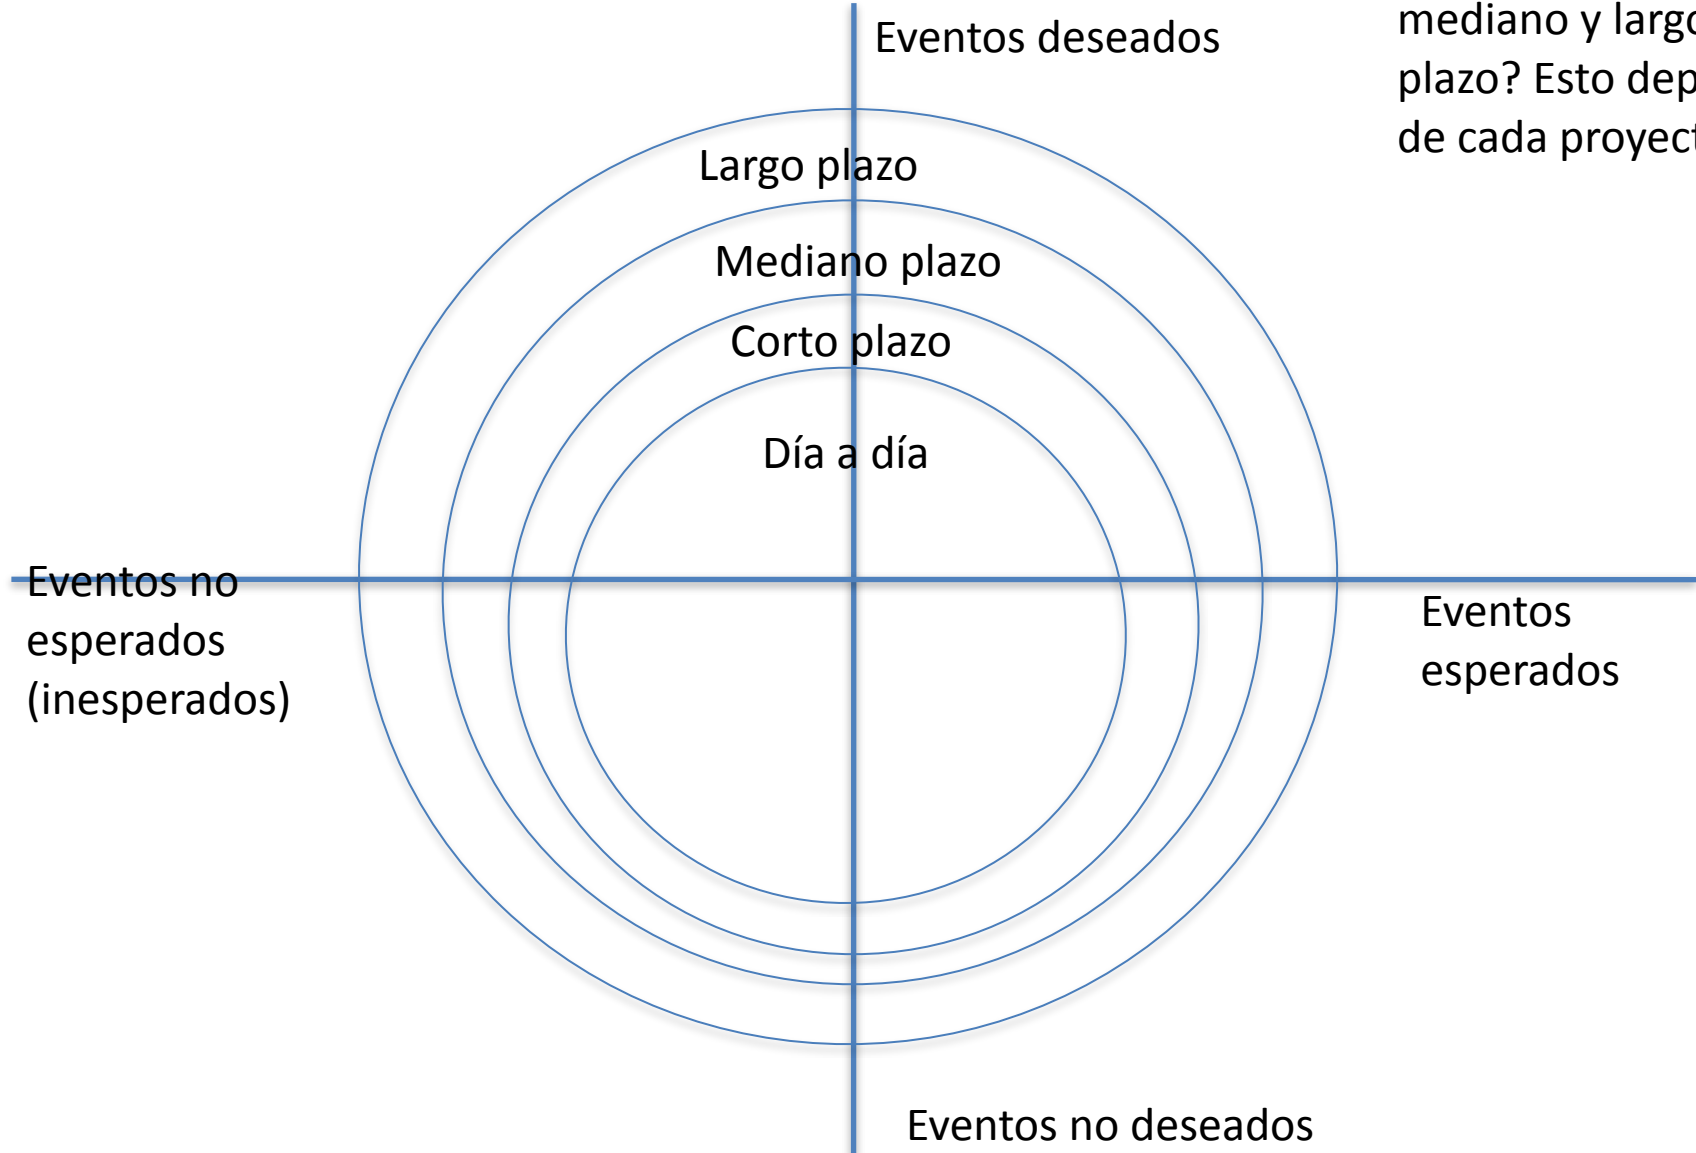 Eventos deseados
mediano y largo
plazo? Esto dep
de cada proyect
Largo plazo
Mediano plazo
Corto plazo
Día a día
Eventos no
esperados
(inesperados)
Eventos
esperados
Eventos no deseados